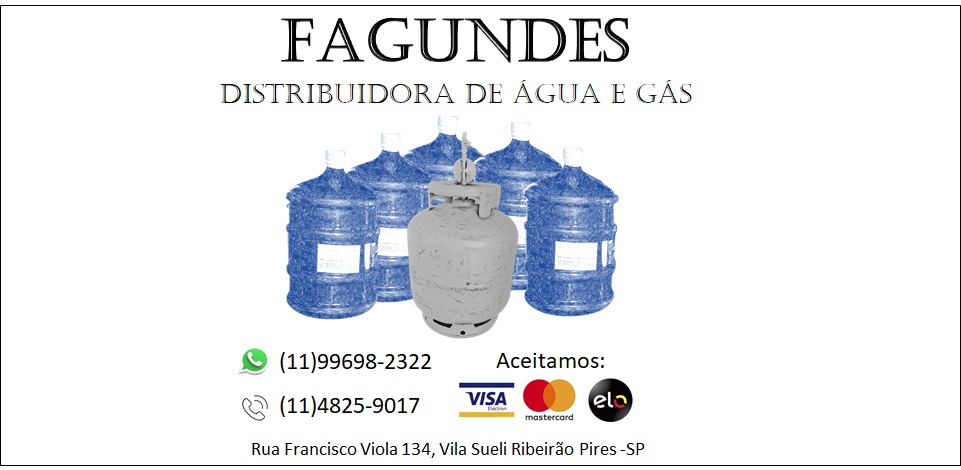 FAGUNDES
DISTRIBUIDORA DE ÁGUA E GÁS
(11)99698-2322
Aceitamos:
(11)4825-9017
VISA
Electron
mastercard
elo
Rua Francisco Viola 134, Vila Sueli Ribeirão Pires -SP